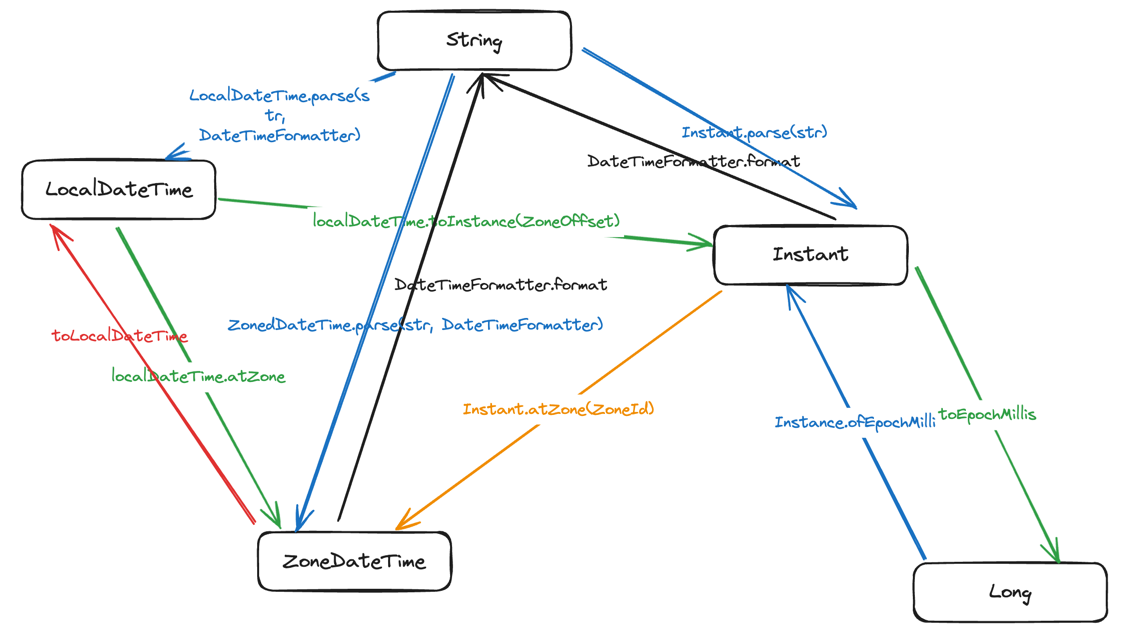 String
LocalDateTime.parse(s
tr,
DateTimeFormatter)
Instant.parse(str)
DateTimeFormatter.format
LocalDateTime
localDateTime.toInstance(ZoneOffset)
Instant
DateTimeFormatter.format
ZonedDateTime.parse(str, DateTimeFormatter)
toLocalDateTime
localDateTime.atZone
Instant.atZone(ZoneId)
Instance.ofEpochMilli
toEpochMillis
ZoneDateTime
Long